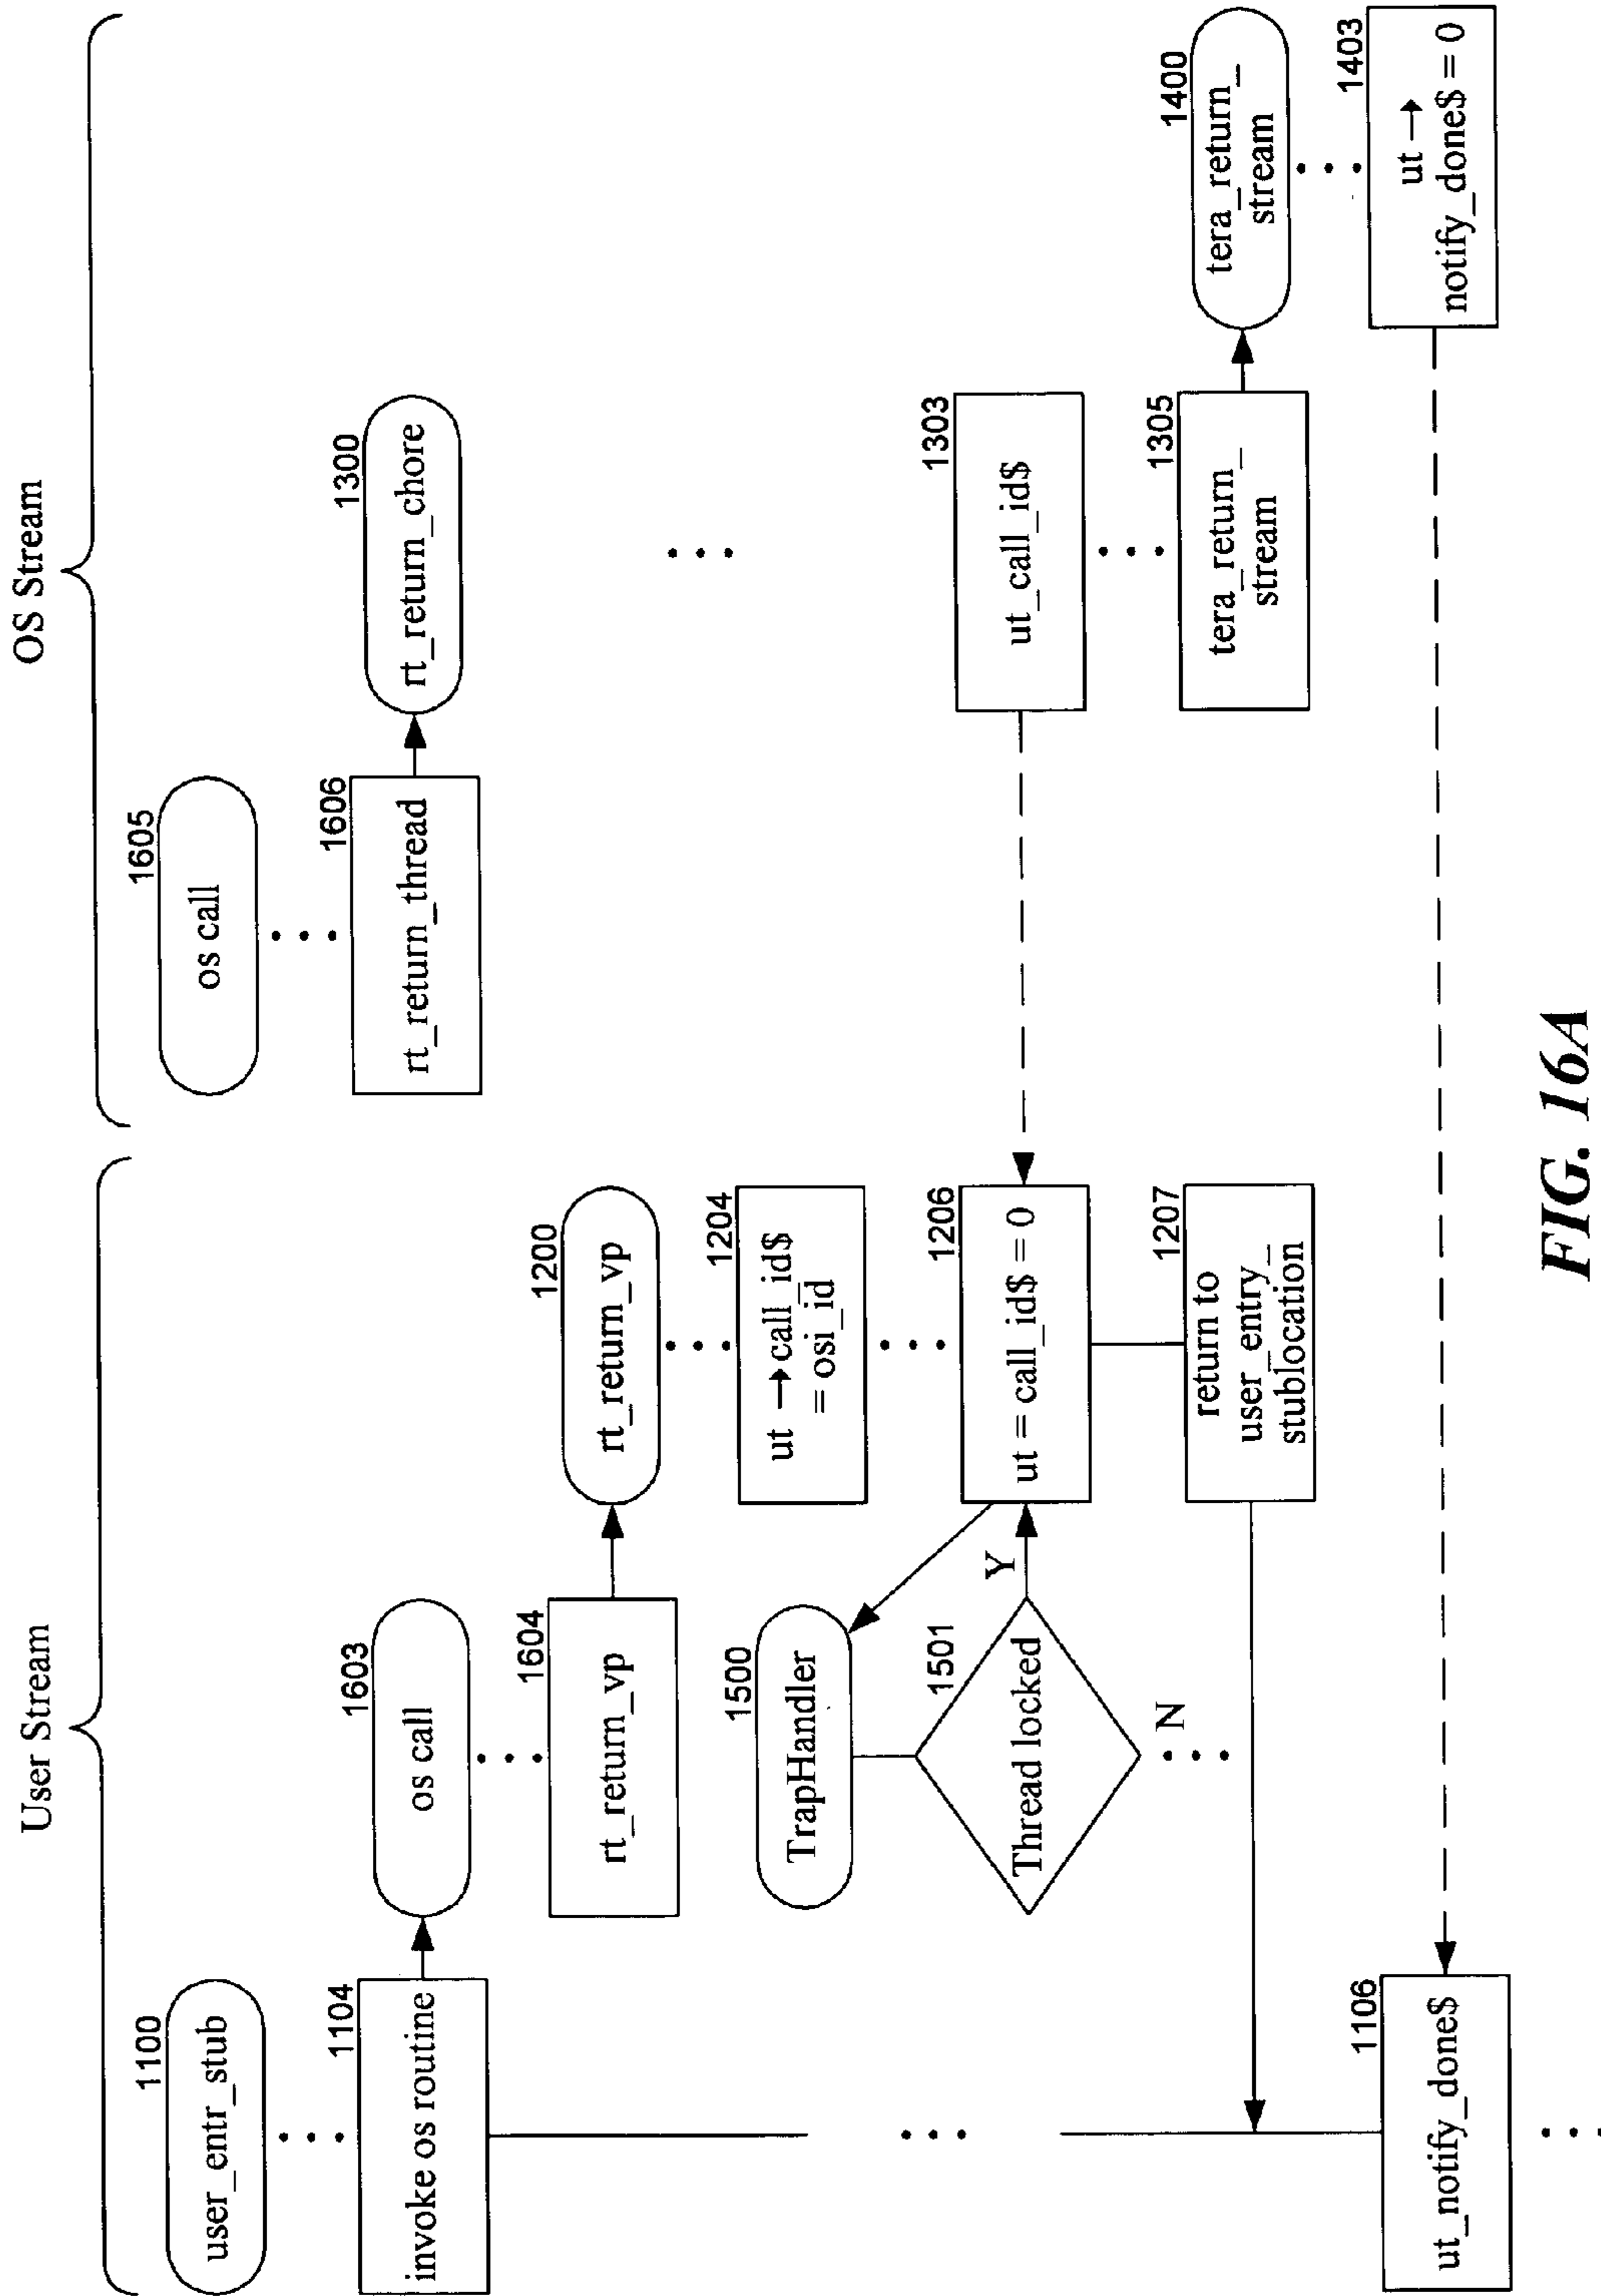 User Stream
OS Stream
1100
user_entr_stub
1104
invoke os routine
1603
os call
1604
rt_return_vp
1200
rt_return_vp
1204
ut →call_id$
= osi_id
1500
TrapHandler
1501
Thread locked
Y
N
1206
ut = call_id$ = 0
1207
return to
user_entry_
stublocation
1106
ut_notify_done$
1605
os call
1606
rt_return_thread
1300
rt_return_chore
1303
ut_call_id$
1305
tera_return_
stream
1400
tera_return_
stream
1403
ut →
notify_done$ = 0
FIG. 16A